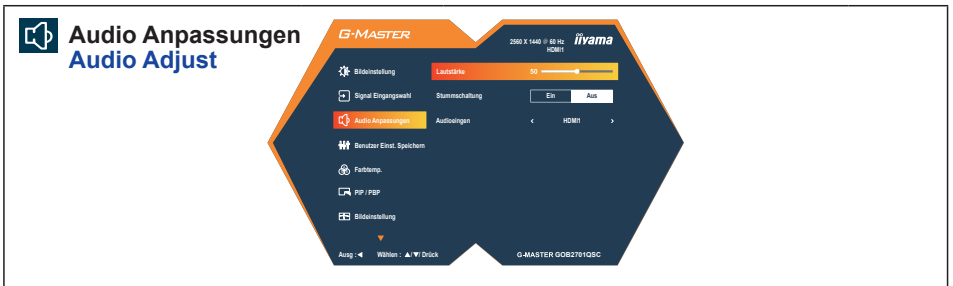 Audio Anpassungen
Audio Adjust
G-MASTER
2560 X 1440 @ 60 Hz
HDMI1
iiyama
Bildeinstellung
Lautstärke
50
Signal Eingangswahl
Stummschaltung
Ein
Aus
Audio Anpassungen
Audioeingen
‹ HDMI1 ›
Benutzer Einst. Speichern
Farbtemp.
PIP / PBP
Bildeinstellung
▼
Ausg : ◀
Wählen : ▲/▼/ Drück
G-MASTER GOB2701QSC